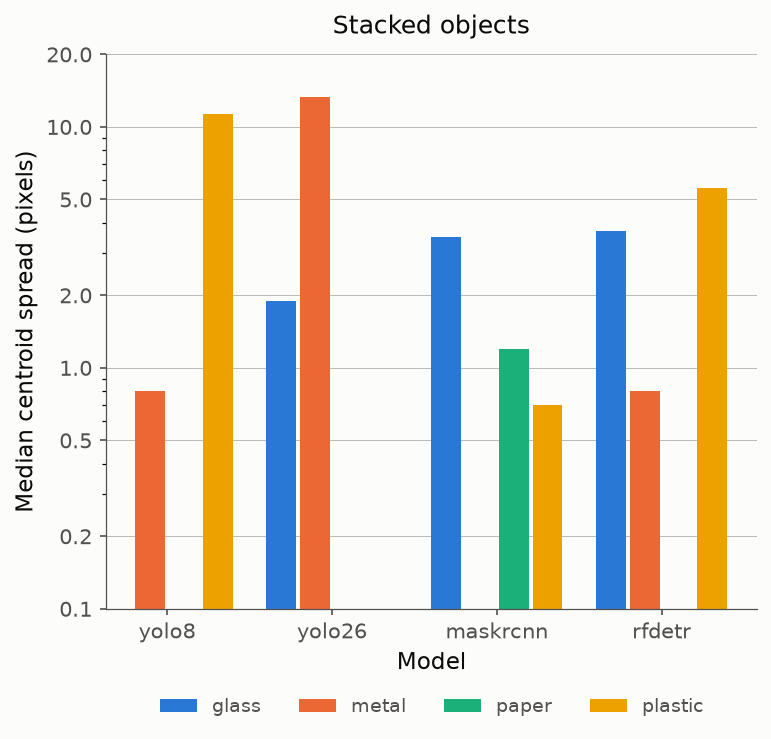 Stacked objects
Median centroid spread (pixels)
20.0
10.0
5.0
2.0
1.0
0.5
0.2
0.1
yolo8 yolo26 maskrcnn rfdetr
Model
glass metal paper plastic